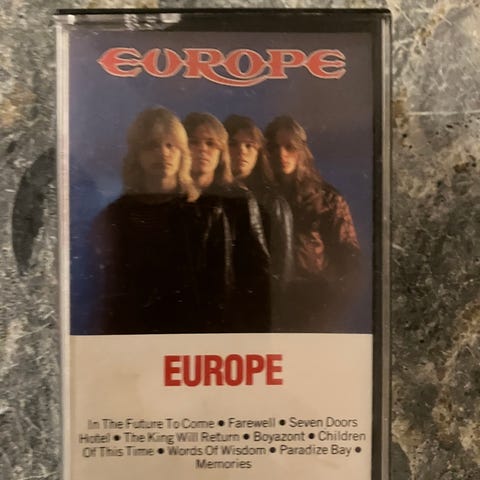 EUROPE
EUROPE
In The Future To Come • Farewell • Seven Doors
Hotel • The King Will Return • Boyazont • Children
Of This Time • Words Of Wisdom • Paradize Bay •
Memories